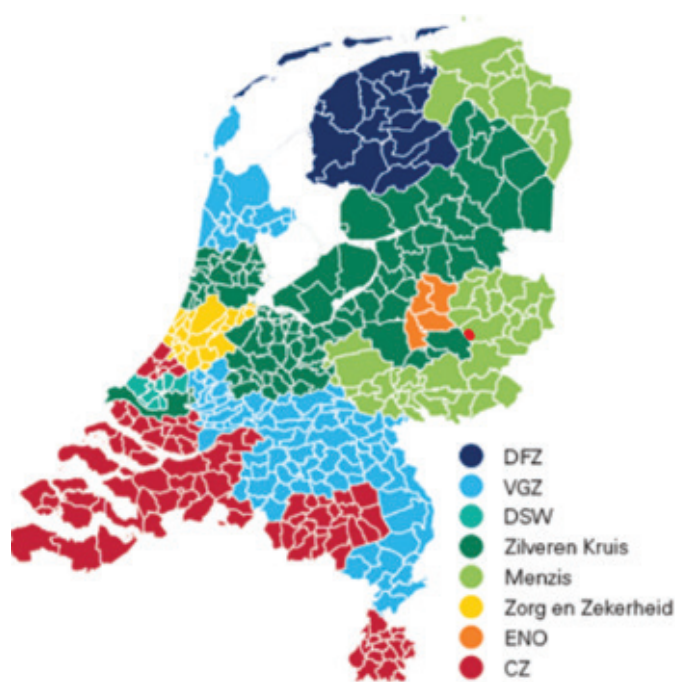 DFZ
VGZ
DSW
Zilveren Kruis
Menzis
Zorg en Zekerheid
ENO
CZ